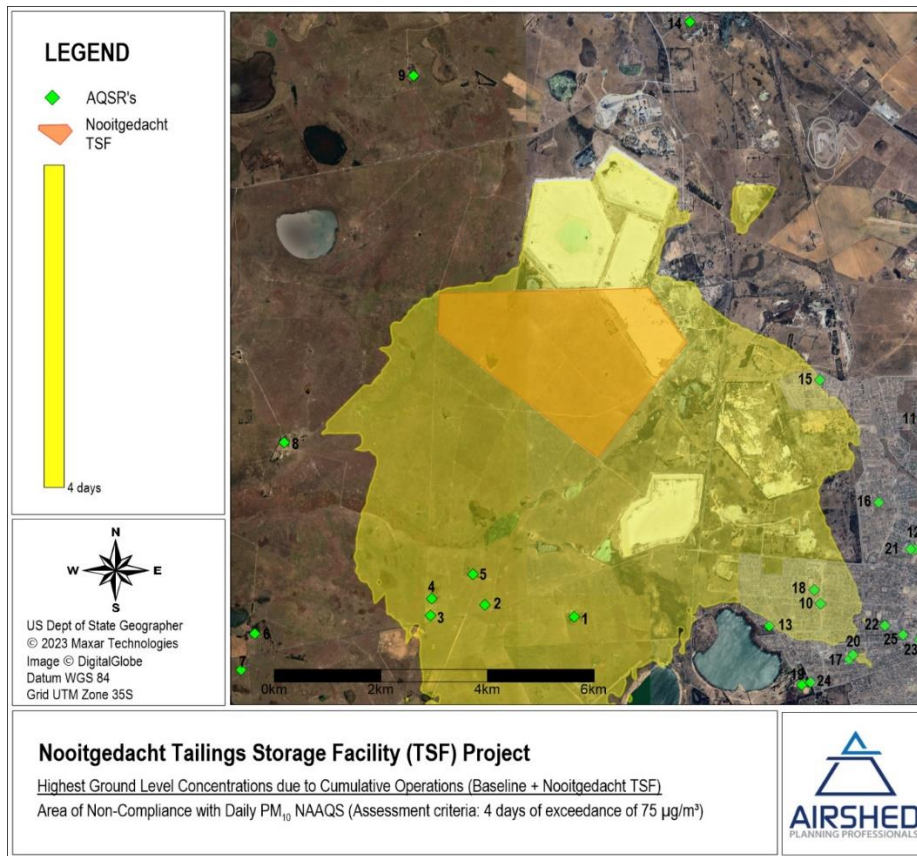 LEGEND
AQSR's
Nooitgedacht
TSF
4 days
N
W E
S
US Dept of State Geographer
© 2023 Maxar Technologies
Image © DigitalGlobe
Datum WGS 84
Grid UTM Zone 35S
14
9
15
11
8
16
12
21
5
4
2
3
1
18
10
13
22
25
23
6
7
20
17
19
24
0km 2km 4km 6km
Nooitgedacht Tailings Storage Facility (TSF) Project
Highest Ground Level Concentrations due to Cumulative Operations (Baseline + Nooitgedacht TSF)
Area of Non-Compliance with Daily PM₁₀ NAAQS (Assessment criteria: 4 days of exceedance of 75 µg/m³)
AIRSHED
PLANNING PROFESSIONALS